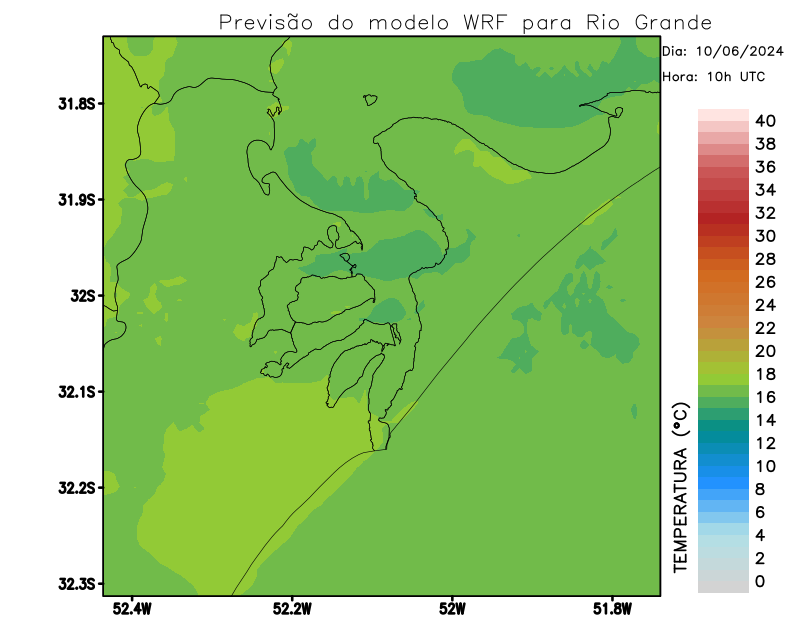 Previsão do modelo WRF para Rio Grande
Dia: 10/06/2024
Hora: 10h UTC
31.8S
31.9S
32S
32.1S
32.2S
32.3S
52.4W
52.2W
52W
51.8W
TEMPERATURA (°C)
40
38
36
34
32
30
28
26
24
22
20
18
16
14
12
10
8
6
4
2
0